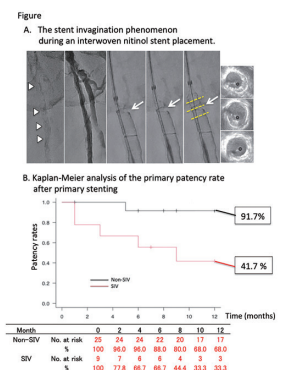 Figure
A. The stent invagination phenomenon
during an interwoven nitinol stent placement.
B. Kaplan-Meier analysis of the primary patency rate
after primary stenting
Patency rates
1.0
0.8
0.6
0.4
0.2
0.0
91.7%
41.7 %
Non-SIV
SIV
0 2 4 6 8 10 12 Time (months)
Month 0 2 4 6 8 10 12
Non-SIV No. at risk 25 24 24 22 20 17 17
% 100 96.0 96.0 88.0 80.0 68.0 68.0
SIV No. at risk 9 7 6 6 4 3 3
% 100 77.8 66.7 66.7 44.4 33.3 33.3